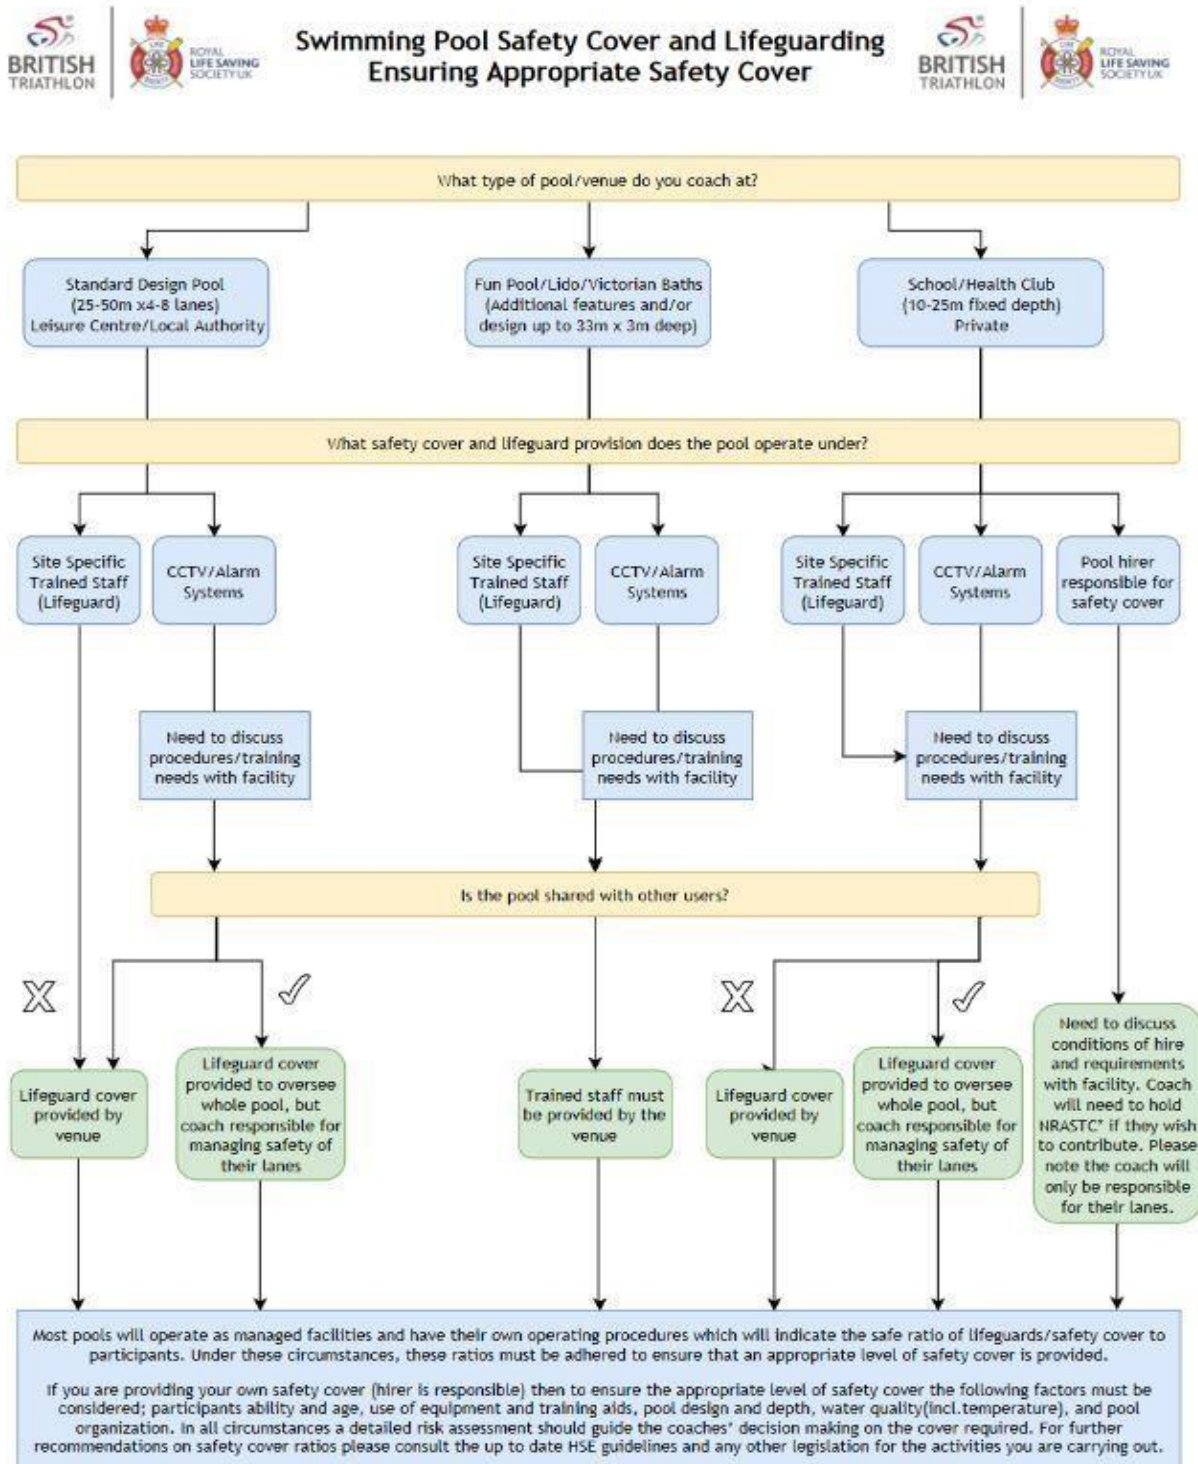 BRITISH
TRIATHLON
ROYAL
LIFE SAVING
SOCIETY UK
Swimming Pool Safety Cover and Lifeguarding
Ensuring Appropriate Safety Cover
BRITISH
TRIATHLON
ROYAL
LIFE SAVING
SOCIETY UK
What type of pool/venue do you coach at?
Standard Design Pool
(25-50m x4-8 lanes)
Leisure Centre/Local Authority
Fun Pool/Lido/Victorian Baths
(Additional features and/or
design up to 33m x 3m deep)
School/Health Club
(10-25m fixed depth)
Private
What safety cover and lifeguard provision does the pool operate under?
Site Specific
Trained Staff
(Lifeguard)
CCTV/Alarm
Systems
Site Specific
Trained Staff
(Lifeguard)
CCTV/Alarm
Systems
Site Specific
Trained Staff
(Lifeguard)
CCTV/Alarm
Systems
Pool hirer
responsible for
safety cover
Need to discuss
procedures/training
needs with facility
Need to discuss
procedures/training
needs with facility
Need to discuss
procedures/training
needs with facility
Is the pool shared with other users?
Lifeguard cover
provided by
venue
Lifeguard cover
provided to oversee
whole pool, but
coach responsible for
managing safety of
their lanes
Trained staff must
be provided by the
venue
Lifeguard cover
provided by
venue
Lifeguard cover
provided to oversee
whole pool, but
coach responsible for
managing safety of
their lanes
Need to discuss
conditions of hire
and requirements
with facility. Coach
will need to hold
NRASTC* if they wish
to contribute. Please
note the coach will
only be responsible
for their lanes.
Most pools will operate as managed facilities and have their own operating procedures which will indicate the safe ratio of lifeguards/safety cover to
participants. Under these circumstances, these ratios must be adhered to ensure that an appropriate level of safety cover is provided.
If you are providing your own safety cover (hirer is responsible) then to ensure the appropriate level of safety cover the following factors must be
considered; participants ability and age, use of equipment and training aids, pool design and depth, water quality(incl.temperature), and pool
organization. In all circumstances a detailed risk assessment should guide the coaches' decision making on the cover required. For further
recommendations on safety cover ratios please consult the up to date HSE guidelines and any other legislation for the activities you are carrying out.